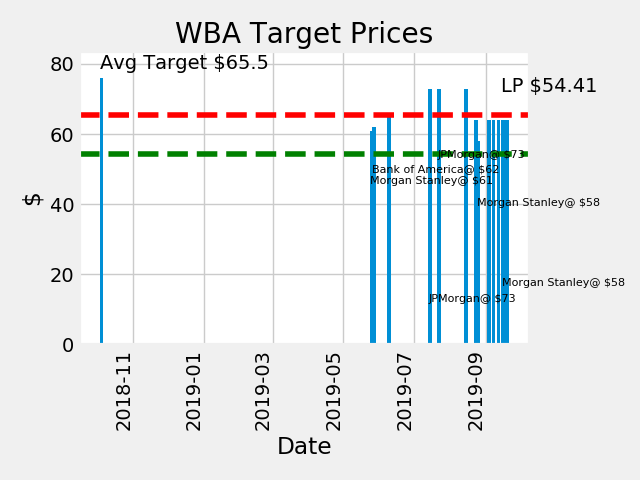 WBA Target Prices
Avg Target $65.5
LP $54.41
JPMorgan@ $73
Bank of America@ $62
Morgan Stanley@ $61
Morgan Stanley@ $58
Morgan Stanley@ $58
JPMorgan@ $73
80
60
40
20
0
$
2018-11
2019-01
2019-03
2019-05
2019-07
2019-09
Date